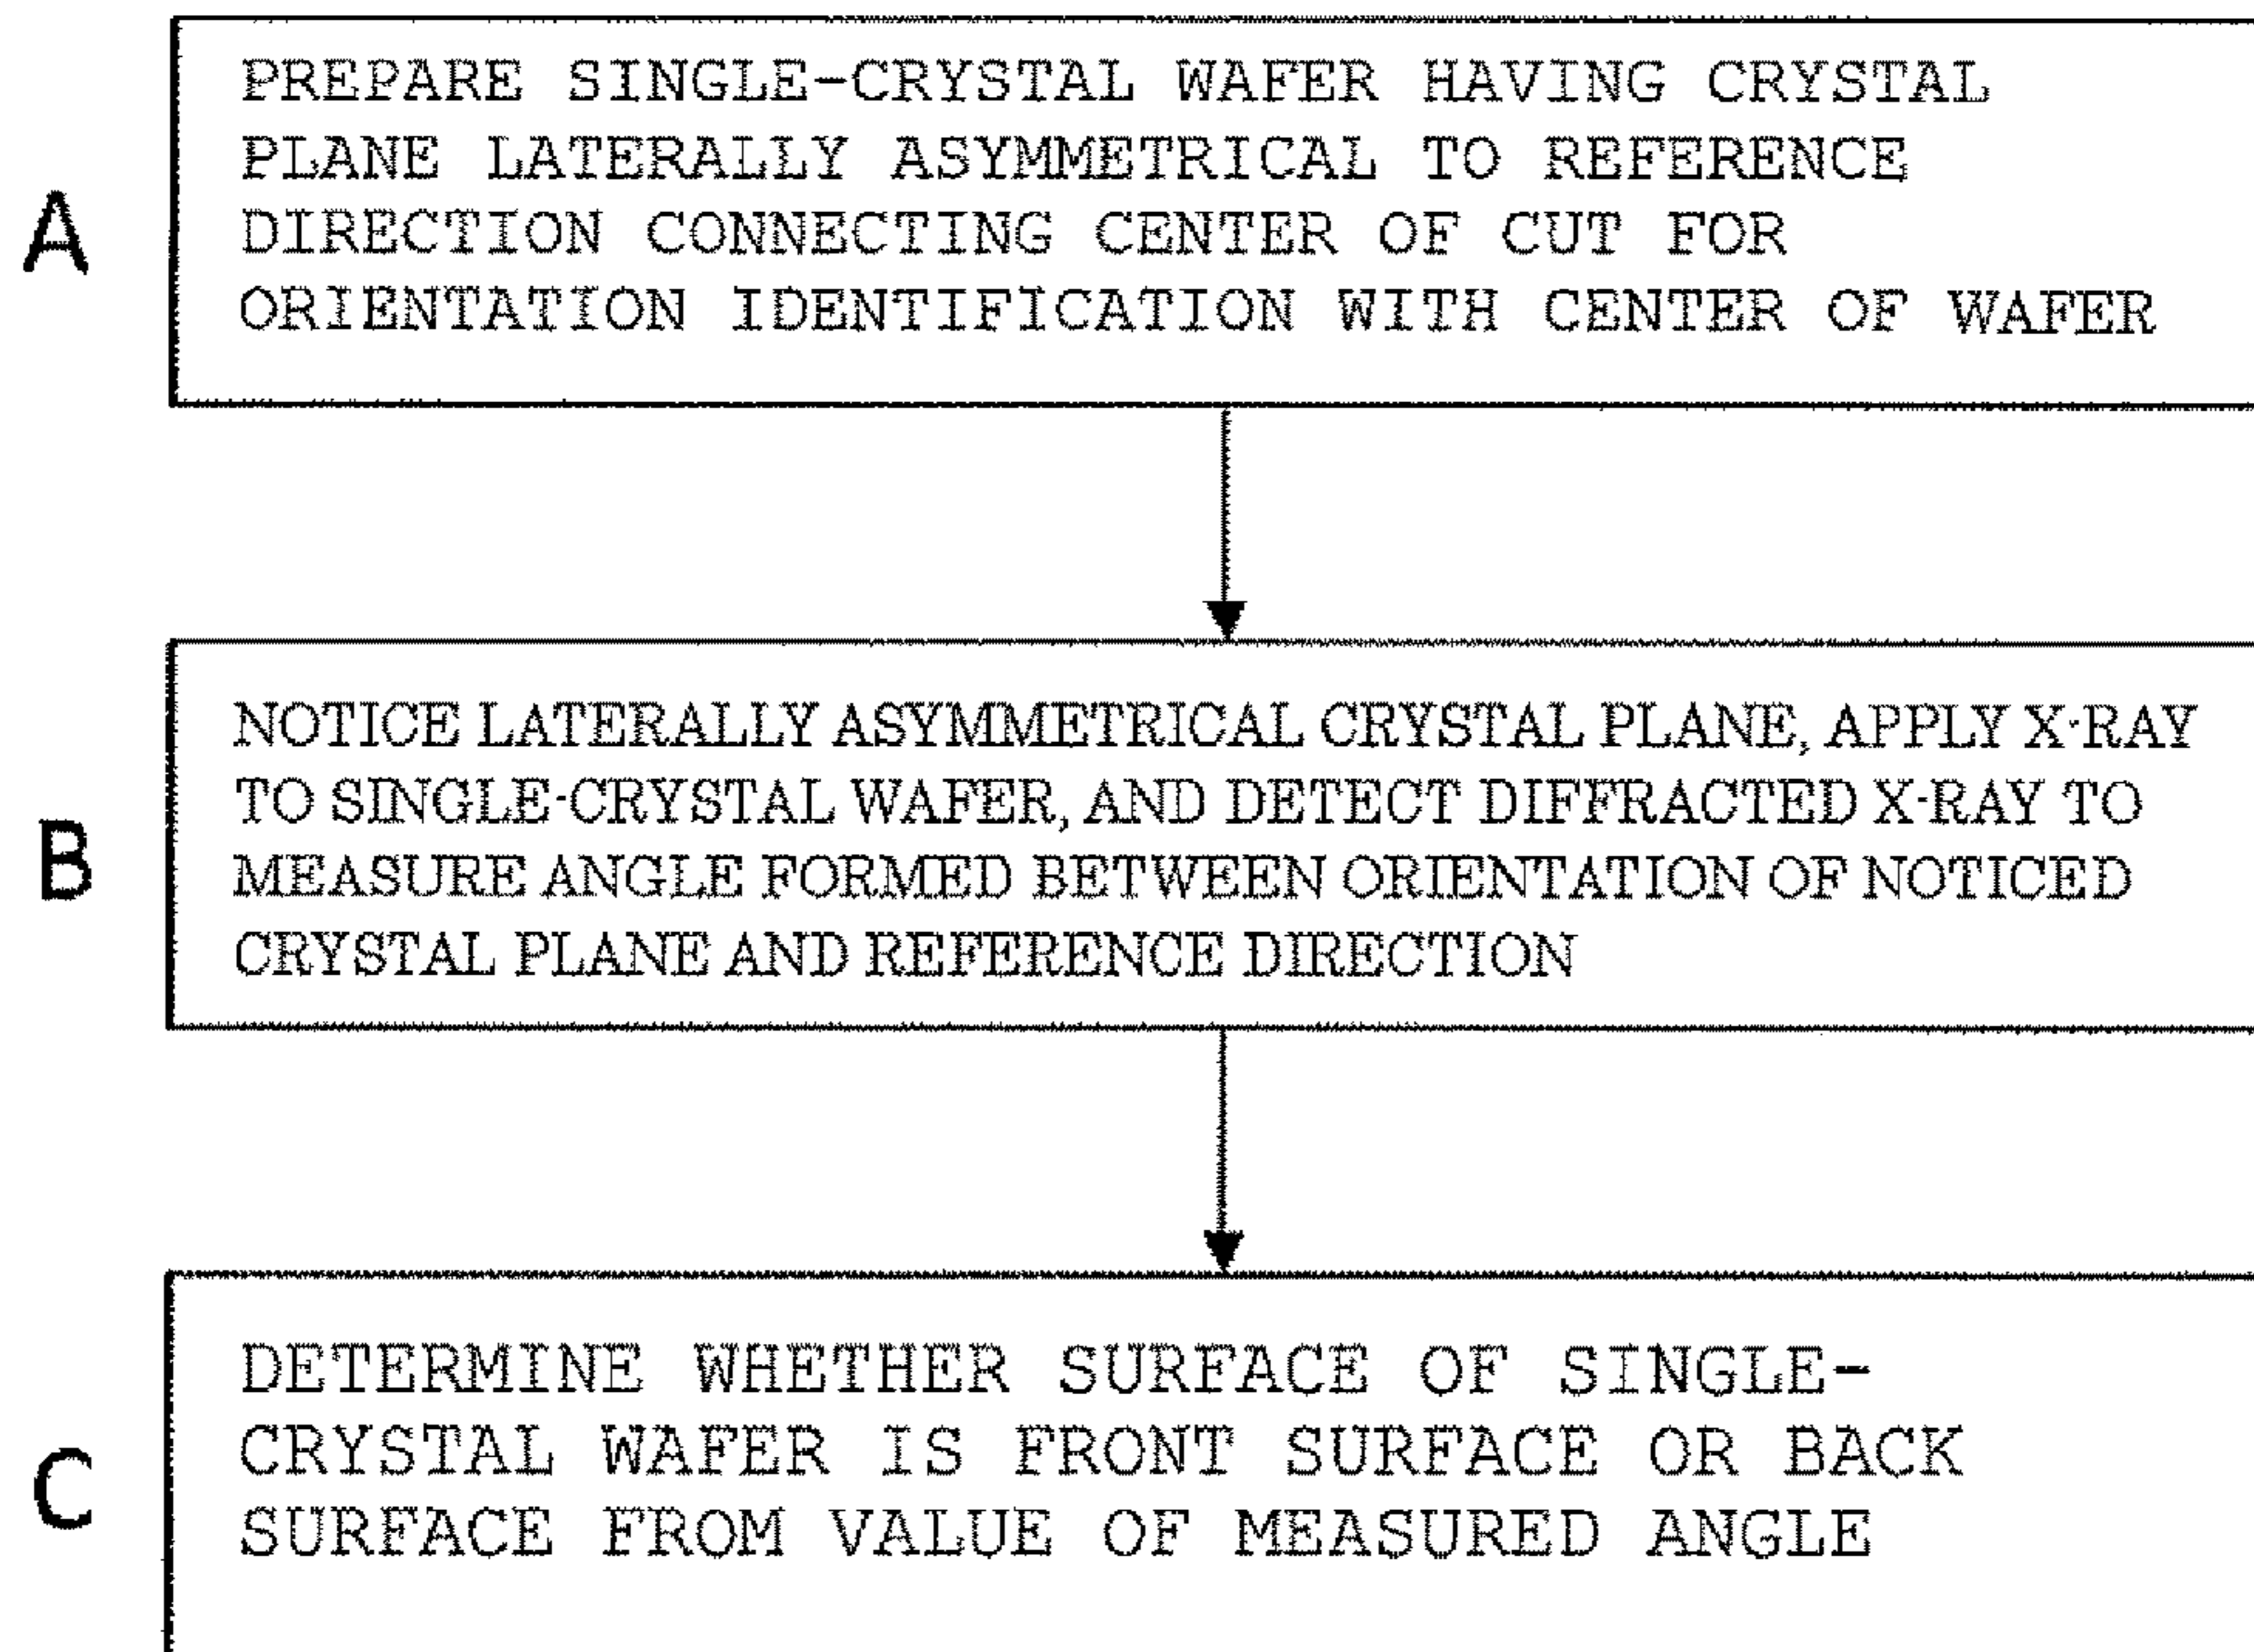 PREPARE SINGLE-CRYSTAL WAFER HAVING CRYSTAL
PLANE LATERALLY ASYMMETRICAL TO REFERENCE
DIRECTION CONNECTING CENTER OF CUT FOR
ORIENTATION IDENTIFICATION WITH CENTER OF WAFER
A
NOTICE LATERALLY ASYMMETRICAL CRYSTAL PLANE, APPLY X-RAY
TO SINGLE-CRYSTAL WAFER, AND DETECT DIFFRACTED X-RAY TO
MEASURE ANGLE FORMED BETWEEN ORIENTATION OF NOTICED
CRYSTAL PLANE AND REFERENCE DIRECTION
B
DETERMINE WHETHER SURFACE OF SINGLE-
CRYSTAL WAFER IS FRONT SURFACE OR BACK
SURFACE FROM VALUE OF MEASURED ANGLE
C